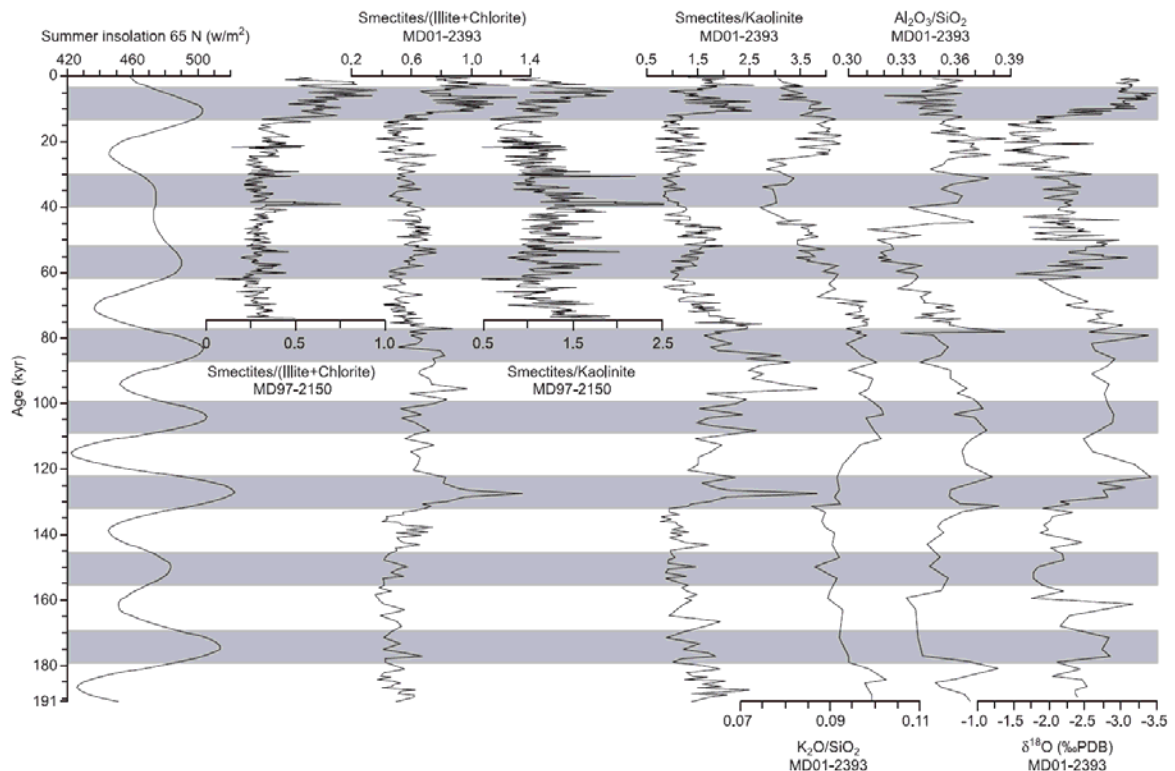 Smectites/(Illite+Chlorite)
MD01-2393
Smectites/Kaolinite
MD01-2393
Al₂O₃/SiO₂
MD01-2393
Summer insolation 65 N (w/m²)
420 460 500 0.2 0.6 1.0 1.4 0.5 1.5 2.5 3.5 0.30 0.33 0.36 0.39
0
20
40
60
80
100
120
140
160
180
191
Age (kyr)
0 0.5 1.0
Smectites/(Illite+Chlorite)
MD97-2150
0.5 1.5 2.5
Smectites/Kaolinite
MD97-2150
0.07 0.09 0.11
K₂O/SiO₂
MD01-2393
-1.0 -1.5 -2.0 -2.5 -3.0 -3.5
δ¹⁸O (‰PDB)
MD01-2393